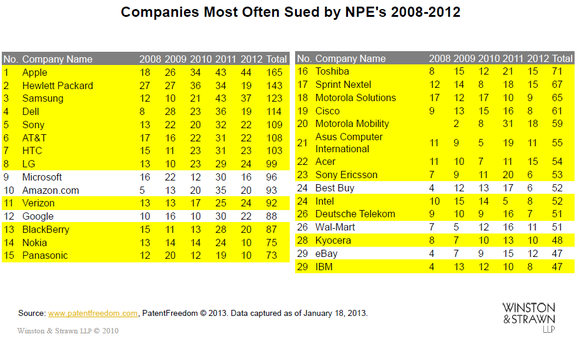 Companies Most Often Sued by NPE's 2008-2012
No. Company Name 2008 2009 2010 2011 2012 Total
1 Apple 18 26 34 43 44 165
2 Hewlett Packard 27 27 36 34 19 143
3 Samsung 12 10 21 43 37 123
4 Dell 8 28 23 36 19 114
5 Sony 13 22 20 32 22 109
6 AT&T 17 16 22 31 22 108
7 HTC 15 11 23 31 23 103
8 LG 13 10 23 29 24 99
9 Microsoft 16 22 12 30 16 96
10 Amazon.com 5 13 20 35 20 93
11 Verizon 13 13 17 25 24 92
12 Google 10 16 10 30 22 88
13 BlackBerry 15 11 13 28 20 87
14 Nokia 13 14 14 24 10 75
15 Panasonic 12 20 12 19 10 73
No. Company Name 2008 2009 2010 2011 2012 Total
16 Toshiba 8 15 12 21 15 71
17 Sprint Nextel 12 14 8 18 15 67
18 Motorola Solutions 17 12 17 10 9 65
19 Cisco 9 13 15 16 8 61
20 Motorola Mobility 2 8 31 18 59
21 Asus Computer International 11 9 5 19 11 55
22 Acer 11 10 7 11 15 54
23 Sony Ericsson 7 9 11 20 6 53
24 Best Buy 4 12 13 17 6 52
24 Intel 10 15 14 5 8 52
26 Deutsche Telekom 9 10 9 16 7 51
26 Wal-Mart 7 5 12 16 11 51
28 Kyocera 8 7 10 13 10 48
29 eBay 4 7 9 15 12 47
29 IBM 4 13 12 10 8 47
Source: www.patentfreedom.com, PatentFreedom © 2013. Data captured as of January 18, 2013.
Winston & Strawn LLP © 2010
WINSTON
& STRAWN
LLP